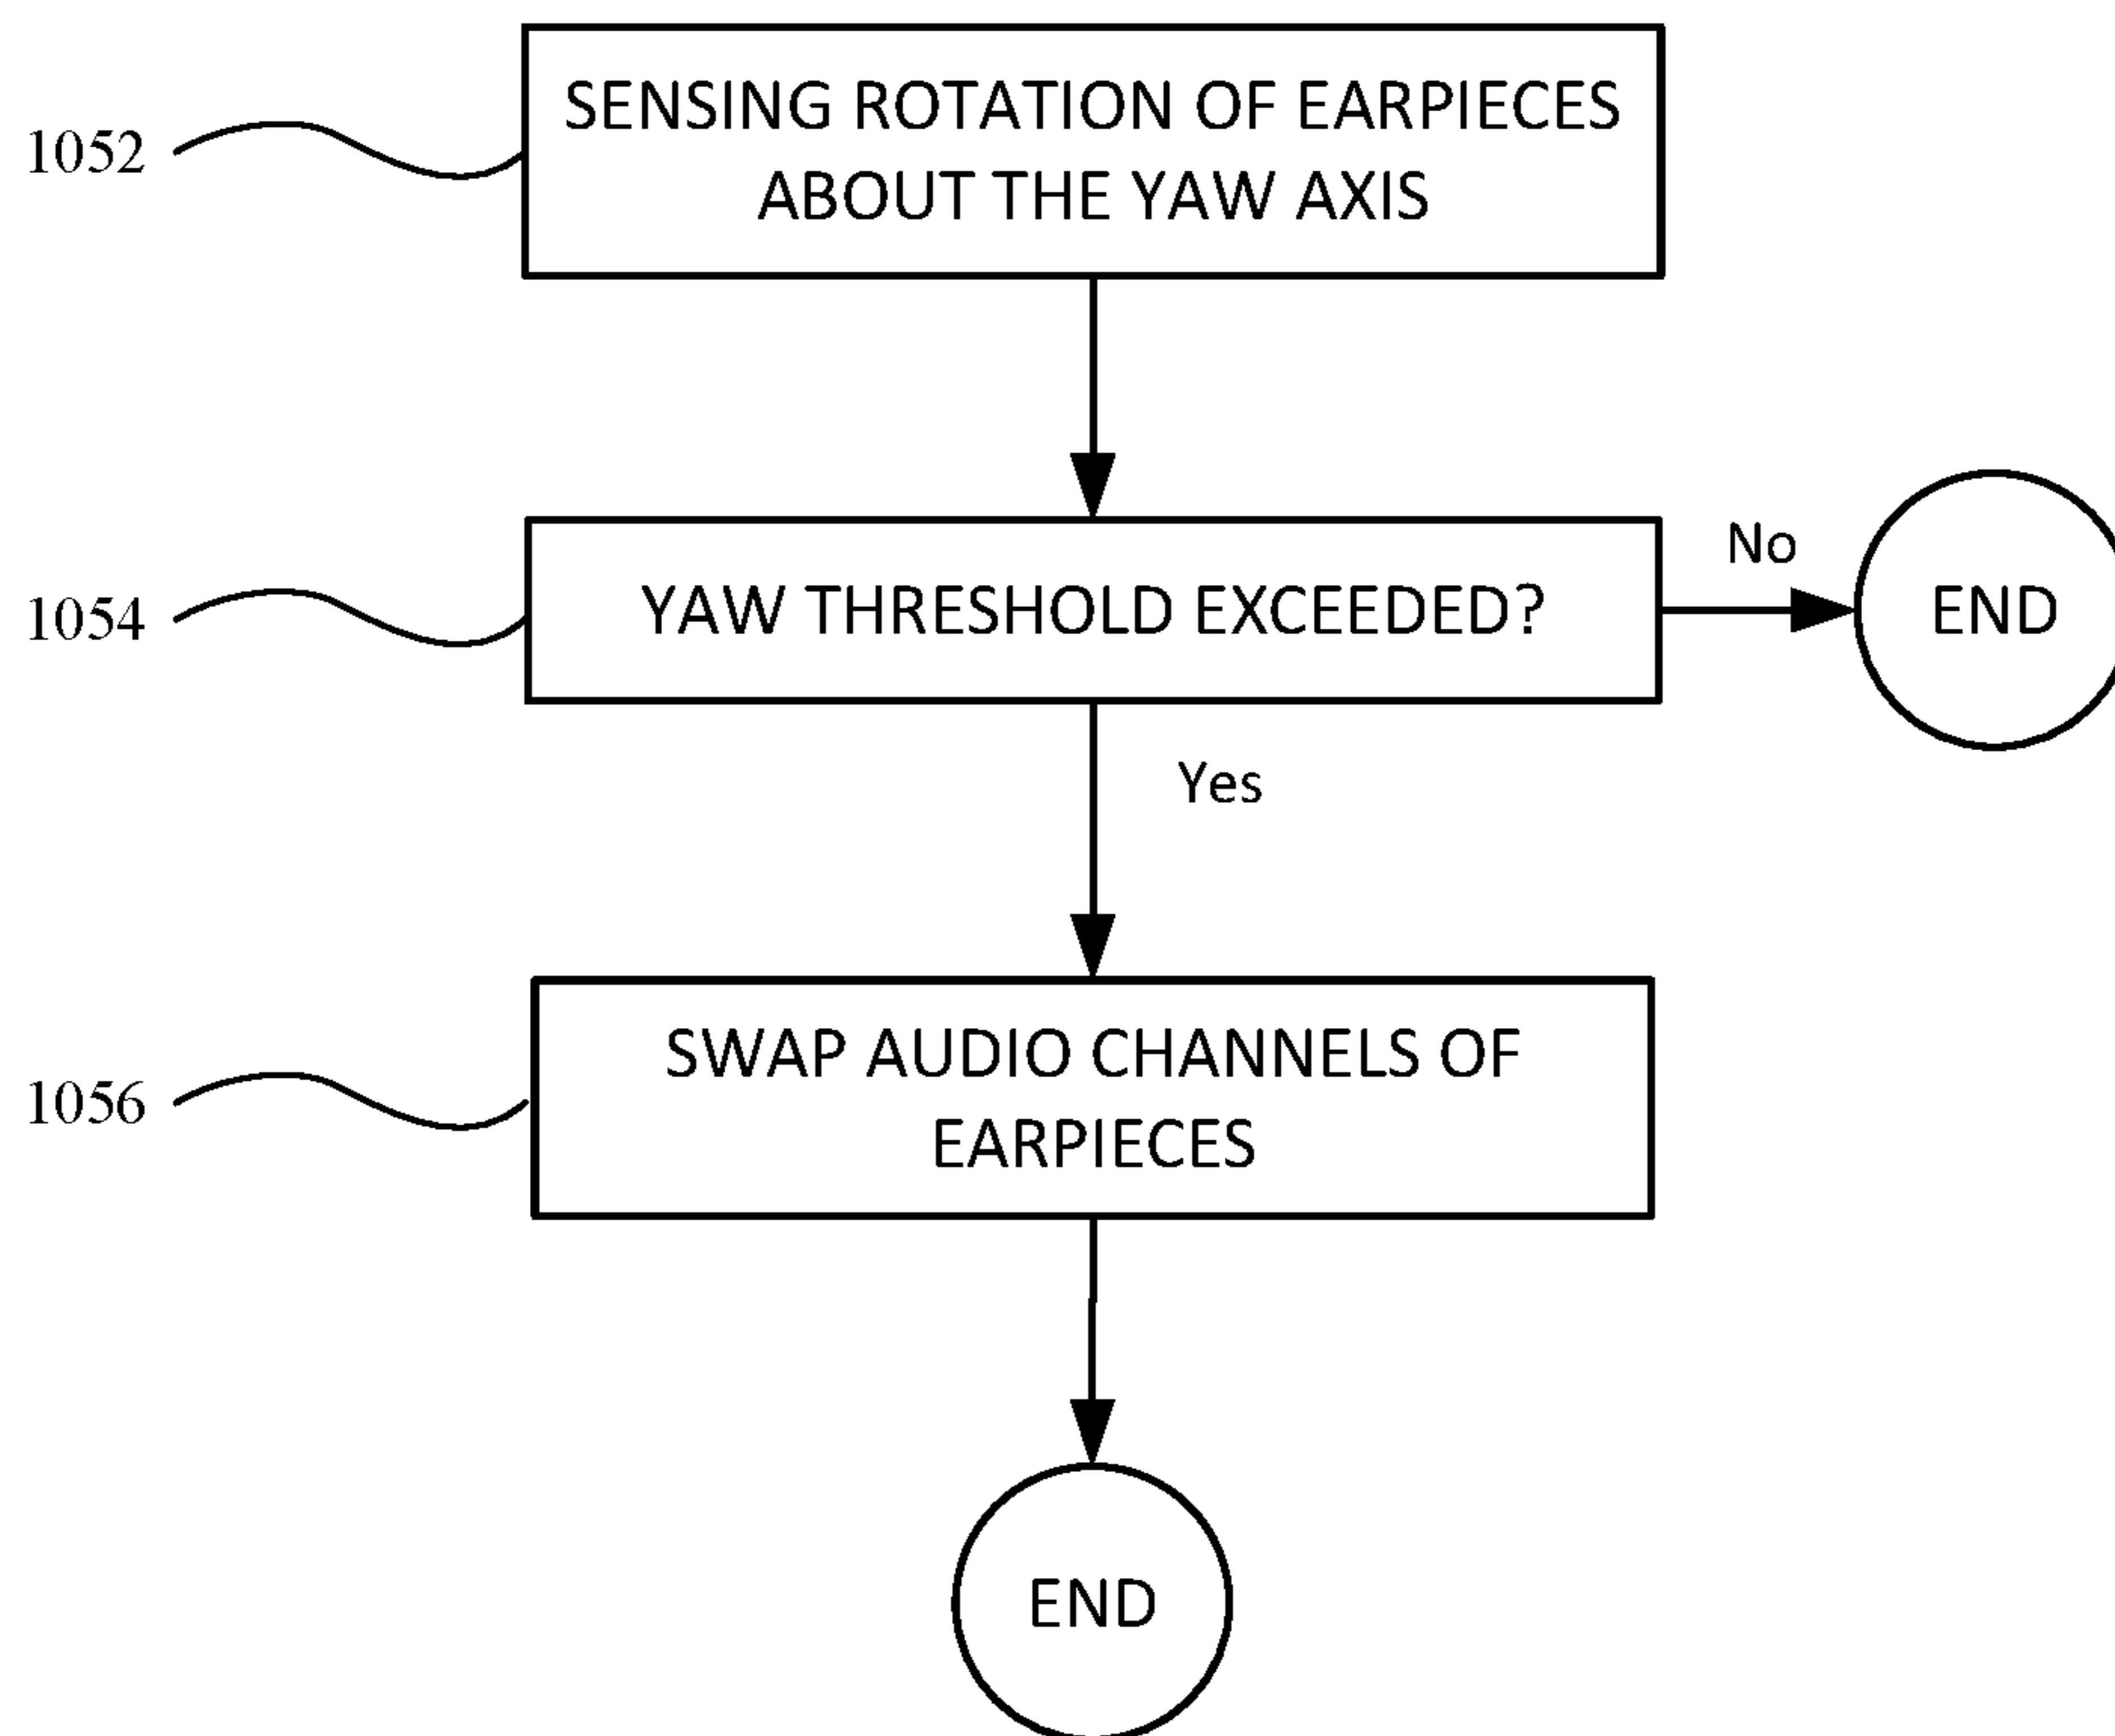 1052
SENSING ROTATION OF EARPIECES
ABOUT THE YAW AXIS
1054
YAW THRESHOLD EXCEEDED?
No
END
Yes
1056
SWAP AUDIO CHANNELS OF
EARPIECES
END